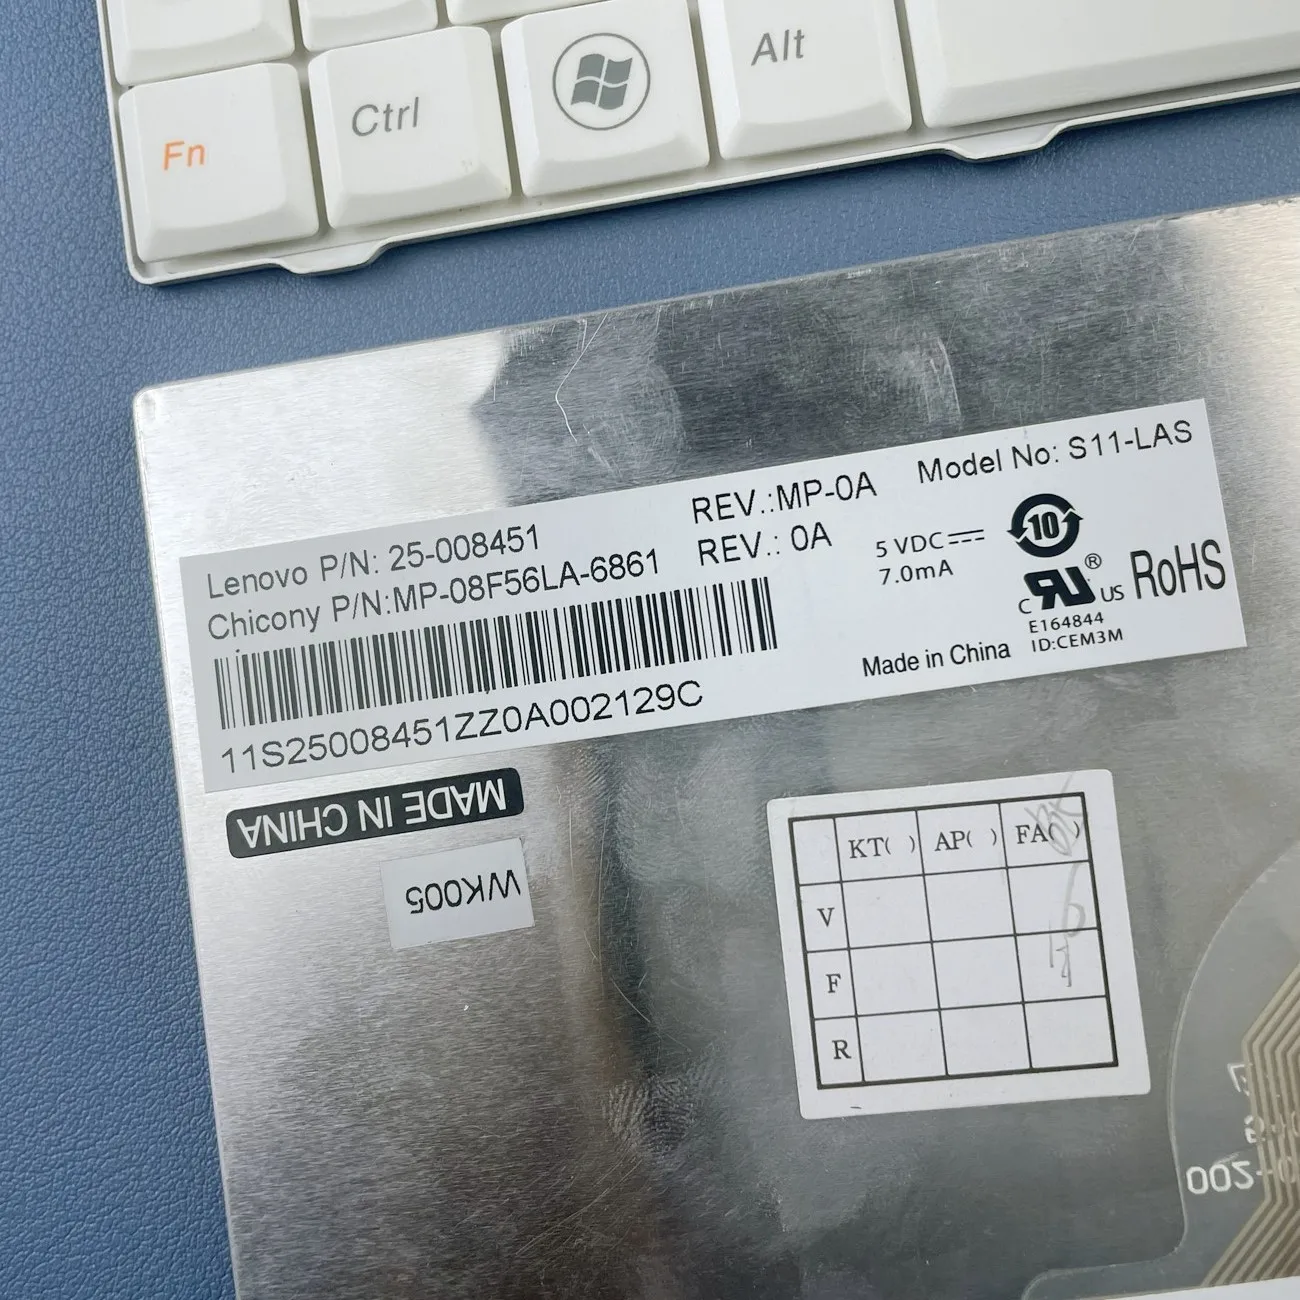 Fn
Ctrl
Alt
Lenovo P/N: 25-008451
REV.:MP-0A
Model No: S11-LAS
Chicony P/N:MP-08F56LA-6861
REV.: 0A
5 VDC
7.0mA
10
C
US
®
RoHS
E164844
ID:CEM3M
Made in China
11S25008451ZZ0A002129C
MADE IN CHINA
WK005
KT( ) AP( ) FA( )
V
F
R